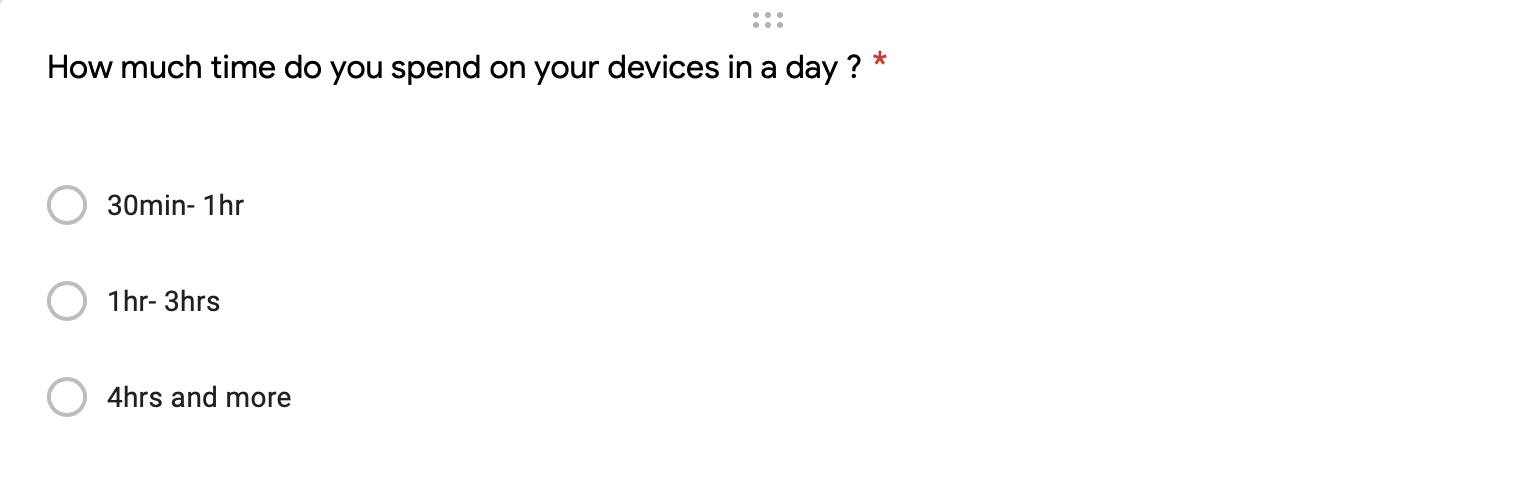 How much time do you spend on your devices in a day ? *
30min- 1hr
1hr- 3hrs
4hrs and more